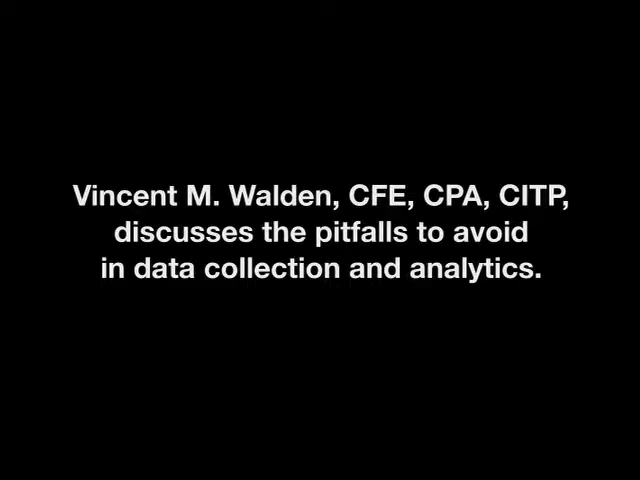 Vincent M. Walden, CFE, CPA, CITP,
discusses the pitfalls to avoid
in data collection and analytics.